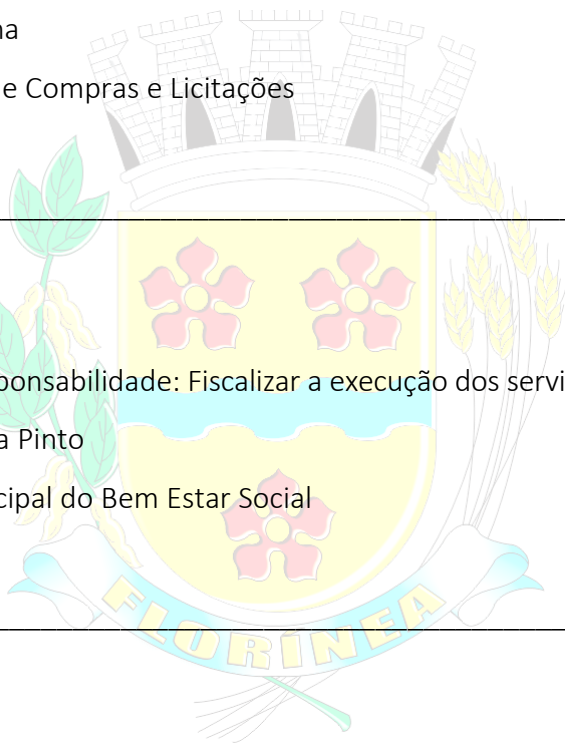 na
e Compras e Licitações
ponsabilidade: Fiscalizar a execução dos servi
a Pinto
cipal do Bem Estar Social
FLORÍNEA